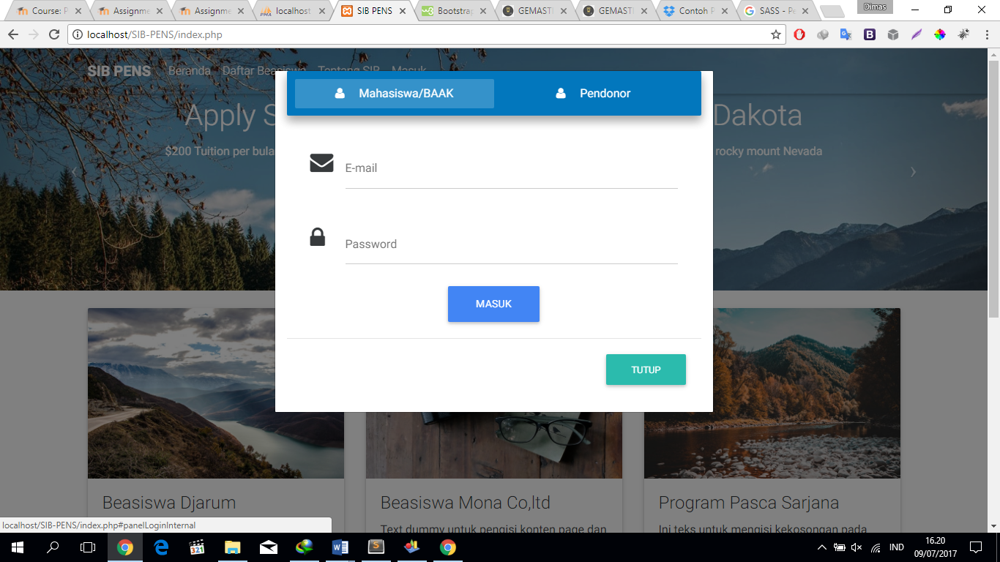 Course: P
Assignme
Assignme
localhost
SIB PENS
Bootstrap
GEMASTI
GEMASTI
Contoh P
SASS - Pe
Dimas
localhost/SIB-PENS/index.php
SIB PENS Beranda Daftar Beasiswa Tentang SIB Masuk
Mahasiswa/BAAK Pendonor
Apply S Dakota
$200 Tuition per bula rocky mount Nevada
E-mail
Password
MASUK
TUTUP
Beasiswa Djarum
Beasiswa Mona Co,ltd
Text dummy untuk pengisi konten page dan
Program Pasca Sarjana
Ini teks untuk mengisi kekosongan pada
localhost/SIB-PENS/index.php#panelLoginInternal
IND
16.20
09/07/2017